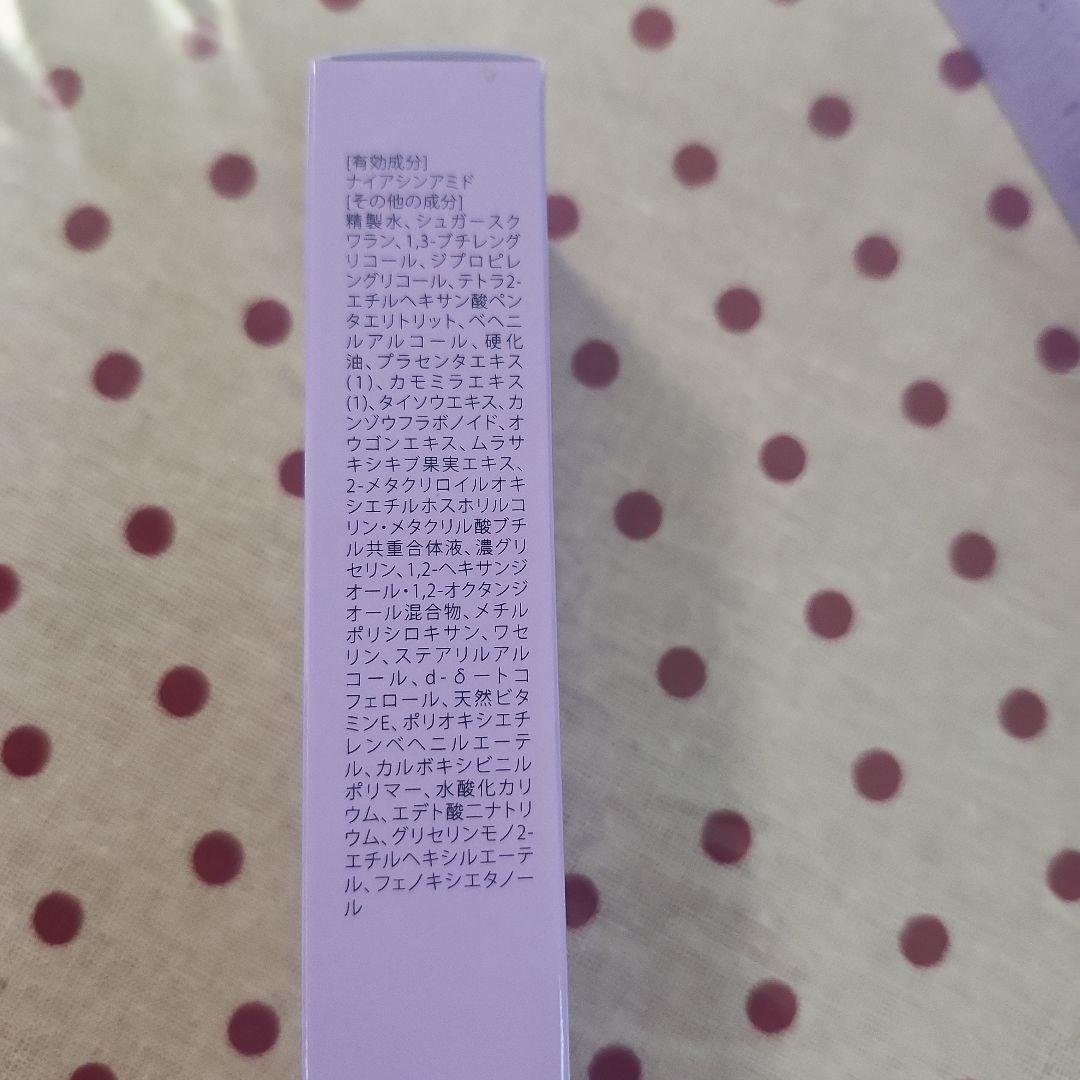 [有効成分]
ナイアシンアミド
[その他の成分]
精製水、シュガースク
ワラン、1,3-ブチレング
リコール、ジプロピレ
ングリコール、テトラ2-
エチルヘキサン酸ペン
タエリトリット、ベヘニ
ルアルコール、硬化
油、プラセンタエキス
(1)、カモミラエキス
(1)、タイソウエキス、カ
ンゾウフラボノイド、オ
ウゴンエキス、ムラサ
キシキブ果実エキス、
2-メタクリロイルオキ
シエチルホスホリルコ
リン・メタクリル酸ブチ
ル共重合体液、濃グリ
セリン、1,2-ヘキサンジ
オール・1,2-オクタンジ
オール混合物、メチル
ポリシロキサン、ワセ
リン、ステアリルアル
コール、d-δートコ
フェロール、天然ビタ
ミンE、ポリオキシエチ
レンベヘニルエーテ
ル、カルボキシビニル
ポリマー、水酸化カリ
ウム、エデト酸二ナトリ
ウム、グリセリンモノ2-
エチルヘキシルエーテ
ル、フェノキシエタノー
ル